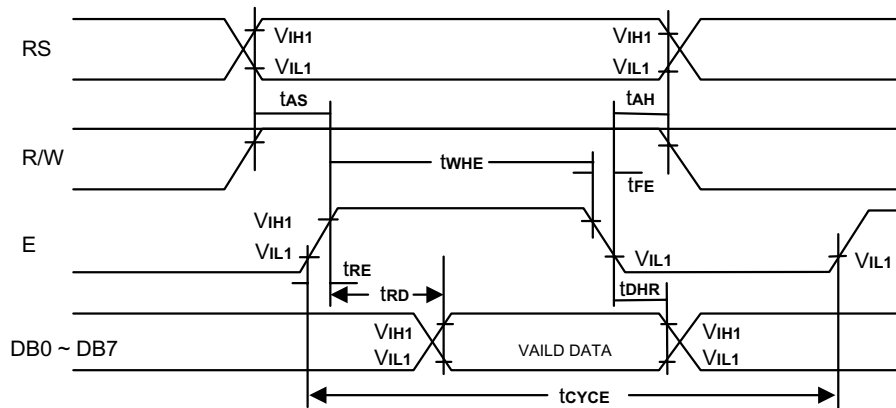 RS
VIH1
VIL1
VIH1
VIL1
tAS
tAH
R/W
tWHE
tFE
E
VIH1
VIL1
VIL1
VIL1
tRE
tRD
tDHR
DB0 ~ DB7
VIH1
VIL1
VAILD DATA
VIH1
VIL1
tCYCE